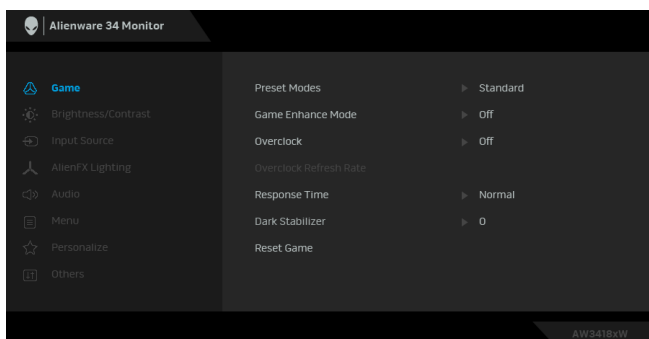 Alienware 34 Monitor
Game
Preset Modes Standard
Brightness/Contrast
Game Enhance Mode Off
Input Source
Overclock Off
AlienFX Lighting
Overclock Refresh Rate
Audio
Response Time Normal
Menu
Dark Stabilizer 0
Personalize
Reset Game
Others
AW3418xW